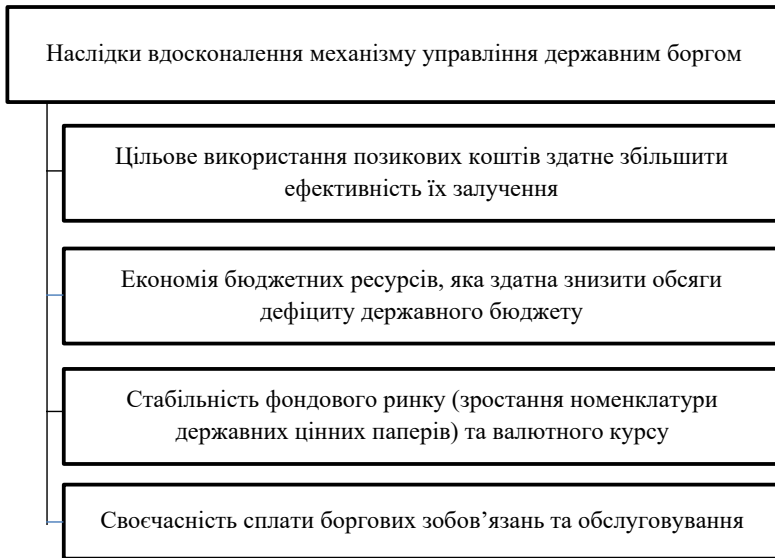 Наслідки вдосконалення механізму управління державним боргом
Цільове використання позикових коштів здатне збільшити
ефективність їх залучення
Економія бюджетних ресурсів, яка здатна знизити обсяги
дефіциту державного бюджету
Стабільність фондового ринку (зростання номенклатури
державних цінних паперів) та валютного курсу
Своєчасність сплати боргових зобов’язань та обслуговування